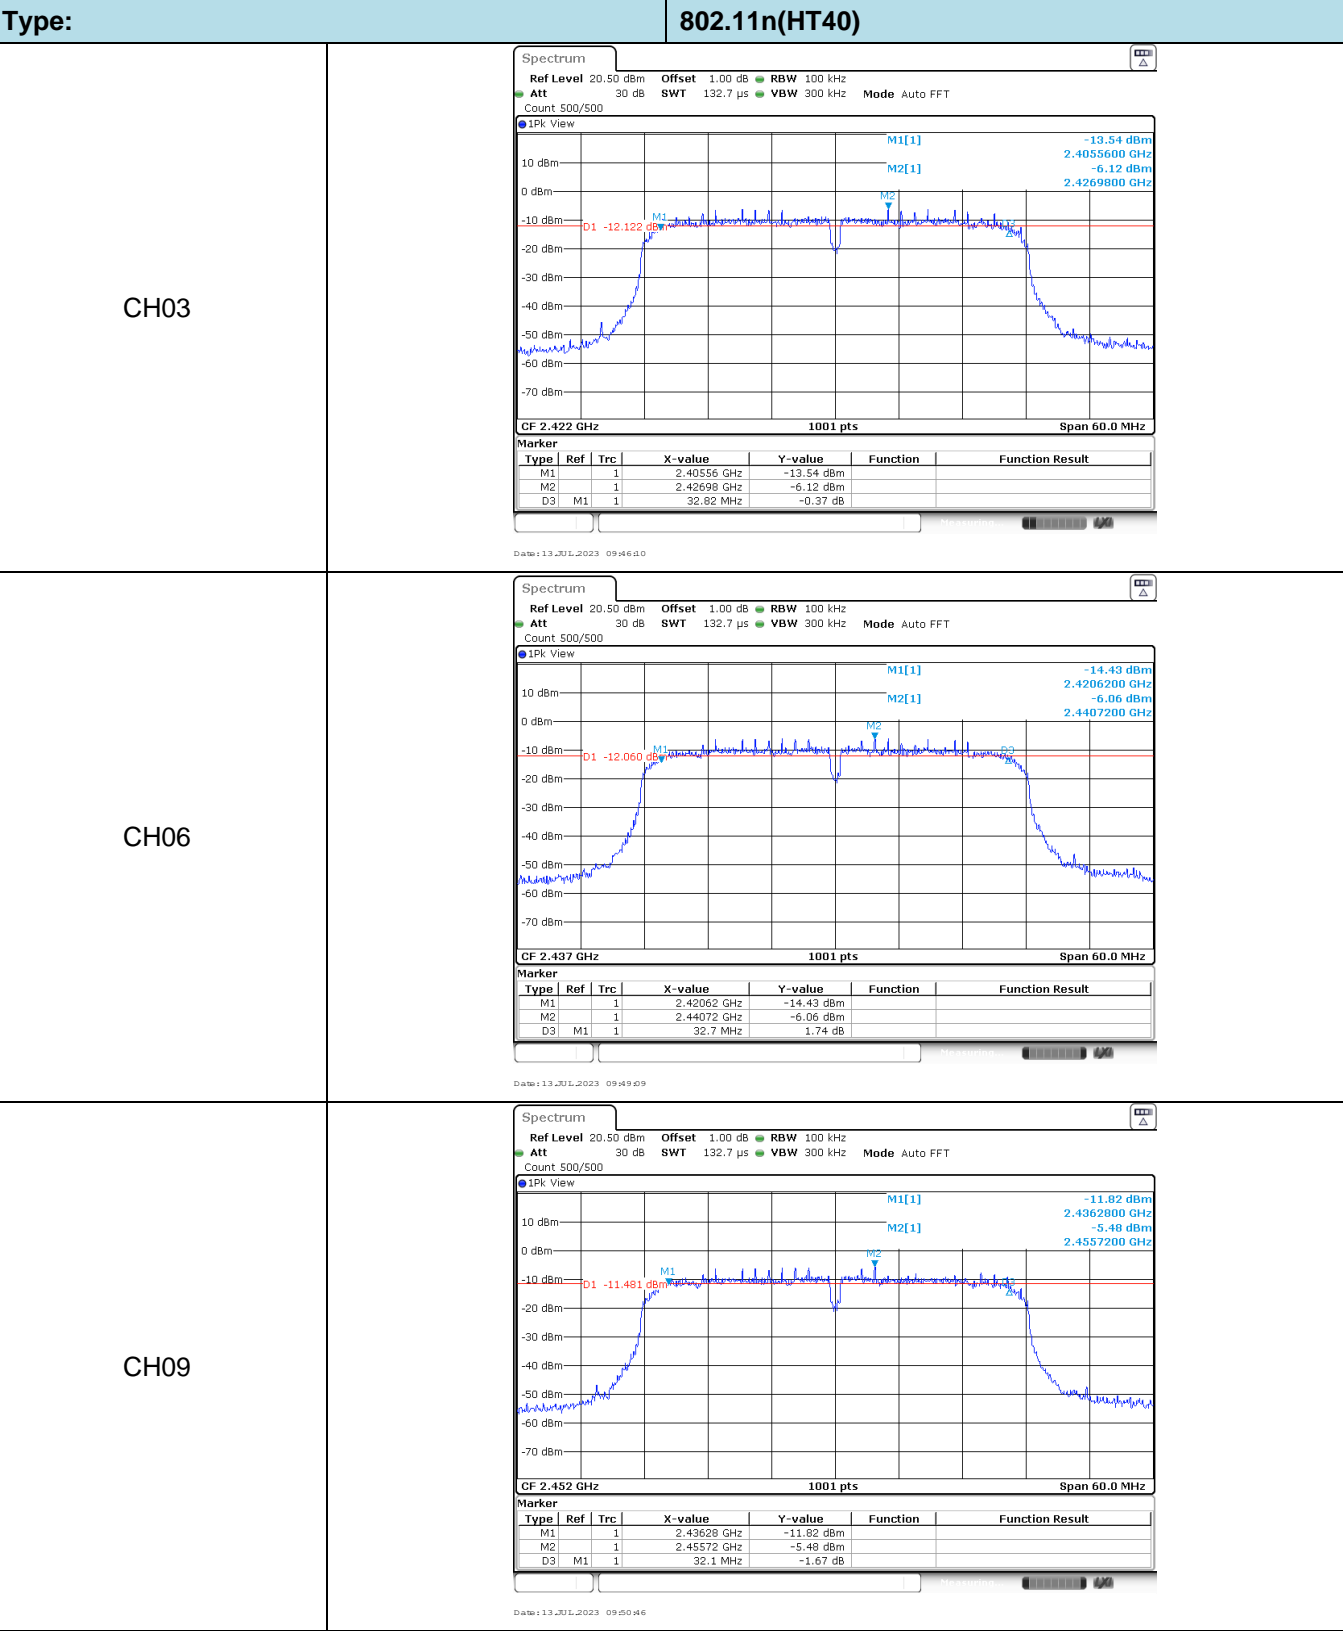 Type: 802.11n(HT40)
CH03
Spectrum
Ref Level 20.50 dBm Offset 1.00 dB RBW 100 kHz
Att 30 dB SWT 132.7 µs VBW 300 kHz Mode Auto FFT
Count 500/500
1Pk View
M1[1] -13.54 dBm
2.4055600 GHz
10 dBm
M2[1] -6.12 dBm
2.4269800 GHz
0 dBm
M2
-10 dBm
M1
D1 -12.122 dBm
-20 dBm
-30 dBm
-40 dBm
-50 dBm
-60 dBm
-70 dBm
CF 2.422 GHz 1001 pts Span 60.0 MHz
Marker
Type Ref Trc X-value Y-value Function Function Result
M1 1 2.40556 GHz -13.54 dBm
M2 1 2.42698 GHz -6.12 dBm
D3 M1 1 32.82 MHz -0.37 dB
Measuring...
Date: 13.JUL.2023 09:46:10
CH06
Spectrum
Ref Level 20.50 dBm Offset 1.00 dB RBW 100 kHz
Att 30 dB SWT 132.7 µs VBW 300 kHz Mode Auto FFT
Count 500/500
1Pk View
M1[1] -14.43 dBm
2.4206200 GHz
10 dBm
M2[1] -6.06 dBm
2.4407200 GHz
0 dBm
M2
-10 dBm
M1
D3
D1 -12.060 dBm
-20 dBm
-30 dBm
-40 dBm
-50 dBm
-60 dBm
-70 dBm
CF 2.437 GHz 1001 pts Span 60.0 MHz
Marker
Type Ref Trc X-value Y-value Function Function Result
M1 1 2.42062 GHz -14.43 dBm
M2 1 2.44072 GHz -6.06 dBm
D3 M1 1 32.7 MHz 1.74 dB
Measuring...
Date: 13.JUL.2023 09:49:09
CH09
Spectrum
Ref Level 20.50 dBm Offset 1.00 dB RBW 100 kHz
Att 30 dB SWT 132.7 µs VBW 300 kHz Mode Auto FFT
Count 500/500
1Pk View
M1[1] -11.82 dBm
2.4362800 GHz
10 dBm
M2[1] -5.48 dBm
2.4557200 GHz
0 dBm
M2
M1
-10 dBm
D1 -11.481 dBm
-20 dBm
-30 dBm
-40 dBm
-50 dBm
-60 dBm
-70 dBm
CF 2.452 GHz 1001 pts Span 60.0 MHz
Marker
Type Ref Trc X-value Y-value Function Function Result
M1 1 2.43628 GHz -11.82 dBm
M2 1 2.45572 GHz -5.48 dBm
D3 M1 1 32.1 MHz -1.67 dB
Measuring...
Date: 13.JUL.2023 09:50:46